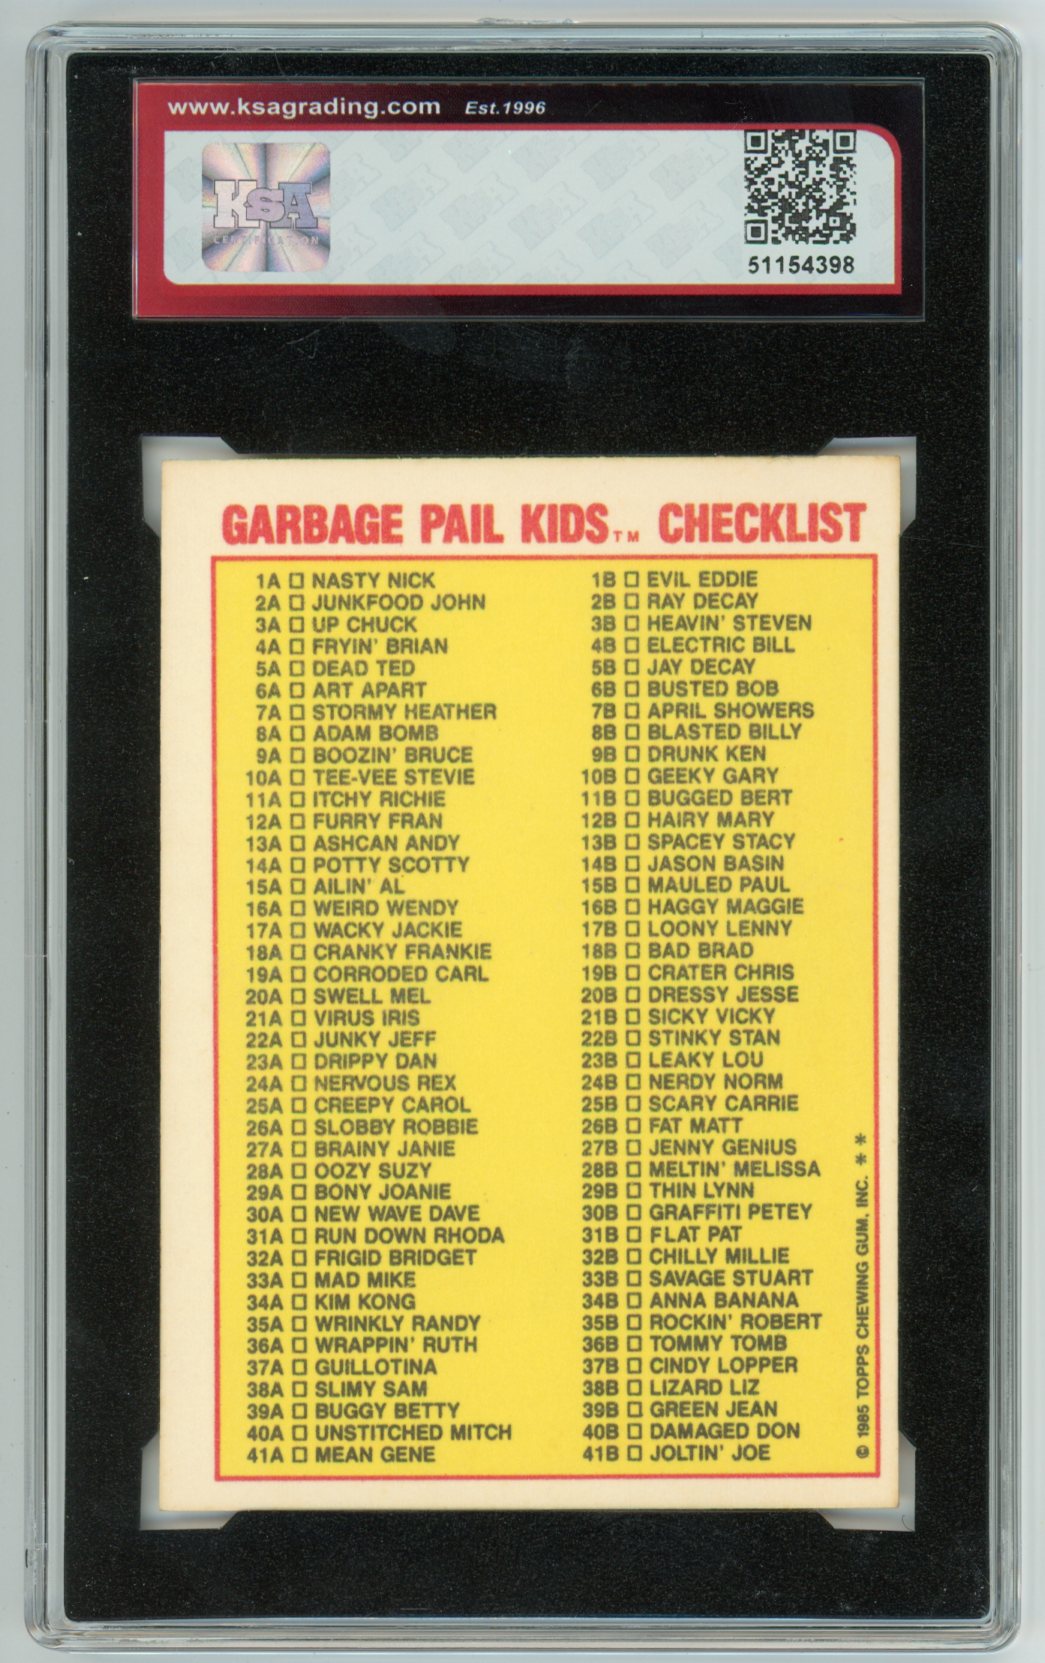 www.ksagrading.com Est.1996
KSA
CERTIFICATION
51154398
GARBAGE PAIL KIDS™ CHECKLIST
1A □ NASTY NICK 1B □ EVIL EDDIE
2A □ JUNKFOOD JOHN 2B □ RAY DECAY
3A □ UP CHUCK 3B □ HEAVIN' STEVEN
4A □ FRYIN' BRIAN 4B □ ELECTRIC BILL
5A □ DEAD TED 5B □ JAY DECAY
6A □ ART APART 6B □ BUSTED BOB
7A □ STORMY HEATHER 7B □ APRIL SHOWERS
8A □ ADAM BOMB 8B □ BLASTED BILLY
9A □ BOOZIN' BRUCE 9B □ DRUNK KEN
10A □ TEE-VEE STEVIE 10B □ GEEKY GARY
11A □ ITCHY RICHIE 11B □ BUGGED BERT
12A □ FURRY FRAN 12B □ HAIRY MARY
13A □ ASHCAN ANDY 13B □ SPACEY STACY
14A □ POTTY SCOTTY 14B □ JASON BASIN
15A □ AILIN' AL 15B □ MAULED PAUL
16A □ WEIRD WENDY 16B □ HAGGY MAGGIE
17A □ WACKY JACKIE 17B □ LOONY LENNY
18A □ CRANKY FRANKIE 18B □ BAD BRAD
19A □ CORRODED CARL 19B □ CRATER CHRIS
20A □ SWELL MEL 20B □ DRESSY JESSE
21A □ VIRUS IRIS 21B □ SICKY VICKY
22A □ JUNKY JEFF 22B □ STINKY STAN
23A □ DRIPPY DAN 23B □ LEAKY LOU
24A □ NERVOUS REX 24B □ NERDY NORM
25A □ CREEPY CAROL 25B □ SCARY CARRIE
26A □ SLOBBY ROBBIE 26B □ FAT MATT
27A □ BRAINY JANIE 27B □ JENNY GENIUS
28A □ OOZY SUZY 28B □ MELTIN' MELISSA
29A □ BONY JOANIE 29B □ THIN LYNN
30A □ NEW WAVE DAVE 30B □ GRAFFITI PETEY
31A □ RUN DOWN RHODA 31B □ FLAT PAT
32A □ FRIGID BRIDGET 32B □ CHILLY MILLIE
33A □ MAD MIKE 33B □ SAVAGE STUART
34A □ KIM KONG 34B □ ANNA BANANA
35A □ WRINKLY RANDY 35B □ ROCKIN' ROBERT
36A □ WRAPPIN' RUTH 36B □ TOMMY TOMB
37A □ GUILLOTINA 37B □ CINDY LOPPER
38A □ SLIMY SAM 38B □ LIZARD LIZ
39A □ BUGGY BETTY 39B □ GREEN JEAN
40A □ UNSTITCHED MITCH 40B □ DAMAGED DON
41A □ MEAN GENE 41B □ JOLTIN' JOE
© 1985 TOPPS CHEWING GUM, INC. * *